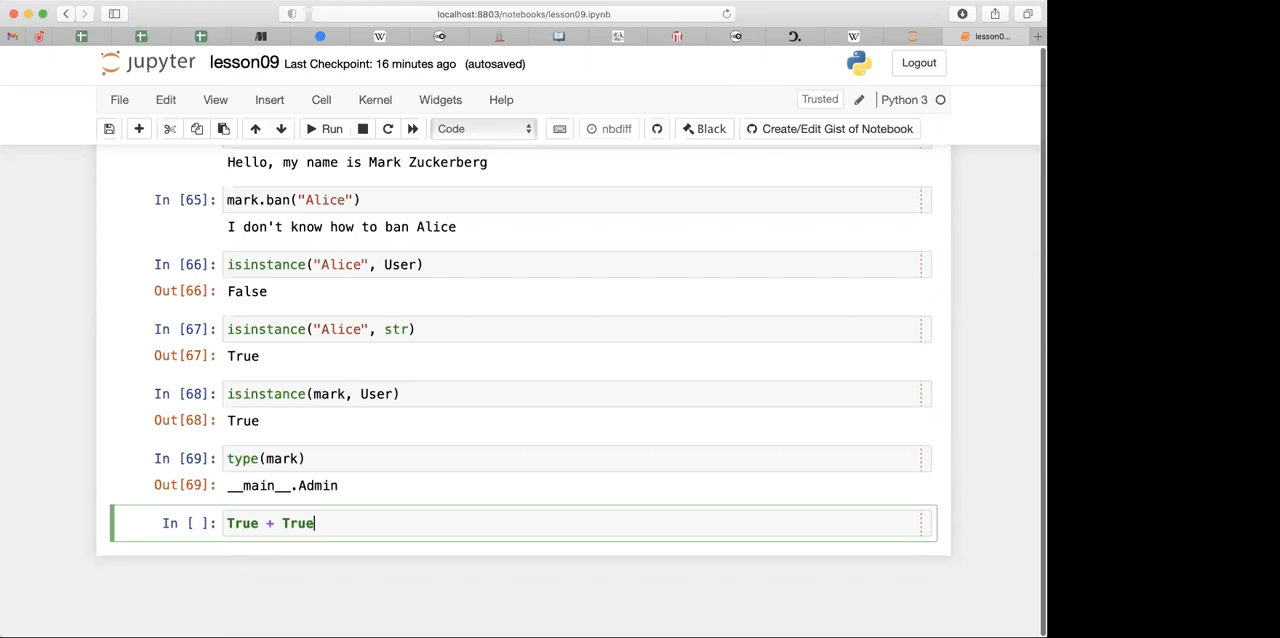 localhost:8803/notebooks/lesson09.ipynb
lesson0...
jupyter lesson09 Last Checkpoint: 16 minutes ago (autosaved)
Logout
File Edit View Insert Cell Kernel Widgets Help
Trusted Python 3
Run Code nbdiff Black Create/Edit Gist of Notebook
Hello, my name is Mark Zuckerberg
In [65]: mark.ban("Alice")
I don't know how to ban Alice
In [66]: isinstance("Alice", User)
Out[66]: False
In [67]: isinstance("Alice", str)
Out[67]: True
In [68]: isinstance(mark, User)
Out[68]: True
In [69]: type(mark)
Out[69]: __main__.Admin
In [ ]: True + True